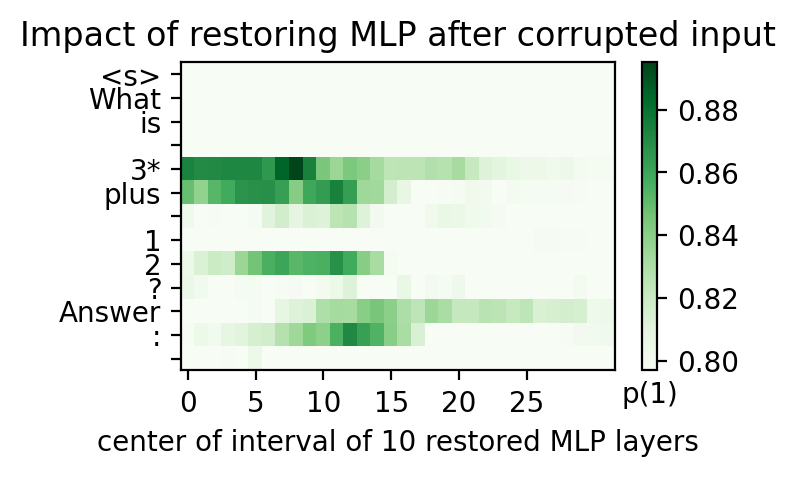 Impact of restoring MLP after corrupted input
<s>
What
is
3*
plus
1
2
?
Answer
:
0 5 10 15 20 25
center of interval of 10 restored MLP layers
0.88
0.86
0.84
0.82
0.80
p(1)